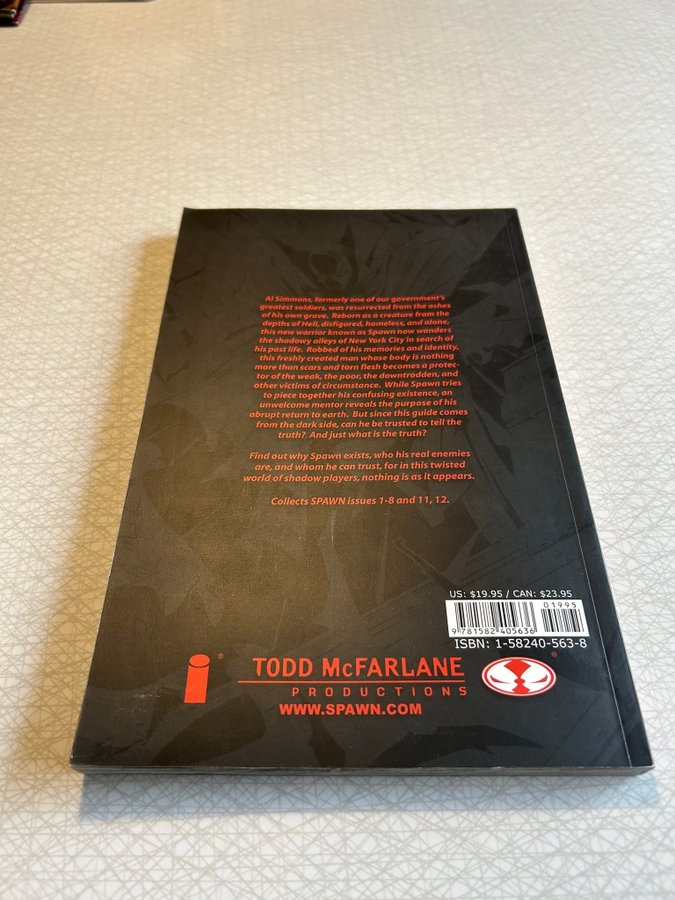 Al Simmons, formerly one of our government's
greatest soldiers, was resurrected from the ashes
of his own grave. Reborn as a creature from the
depths of Hell, disfigured, homeless, and alone,
this new warrior known as Spawn now wanders
the shadowy alleys of New York City in search of
his past life. Robbed of his memories and identity,
this freshly created man whose body is nothing
more than scars and torn flesh becomes a protec-
tor of the weak, the poor, the downtrodden, and
other victims of circumstance. While Spawn tries
to piece together his confusing existence, an
unwelcome mentor reveals the purpose of his
abrupt return to earth. But since this guide comes
from the dark side, can he be trusted to tell the
truth? And just what is the truth?
Find out why Spawn exists, who his real enemies
are, and whom he can trust, for in this twisted
world of shadow players, nothing is as it appears.
Collects SPAWN issues 1-8 and 11, 12.
US: $19.95 / CAN: $23.95
01995
9 781582 405636
ISBN: 1-58240-563-8
TODD McFARLANE
PRODUCTIONS
WWW.SPAWN.COM